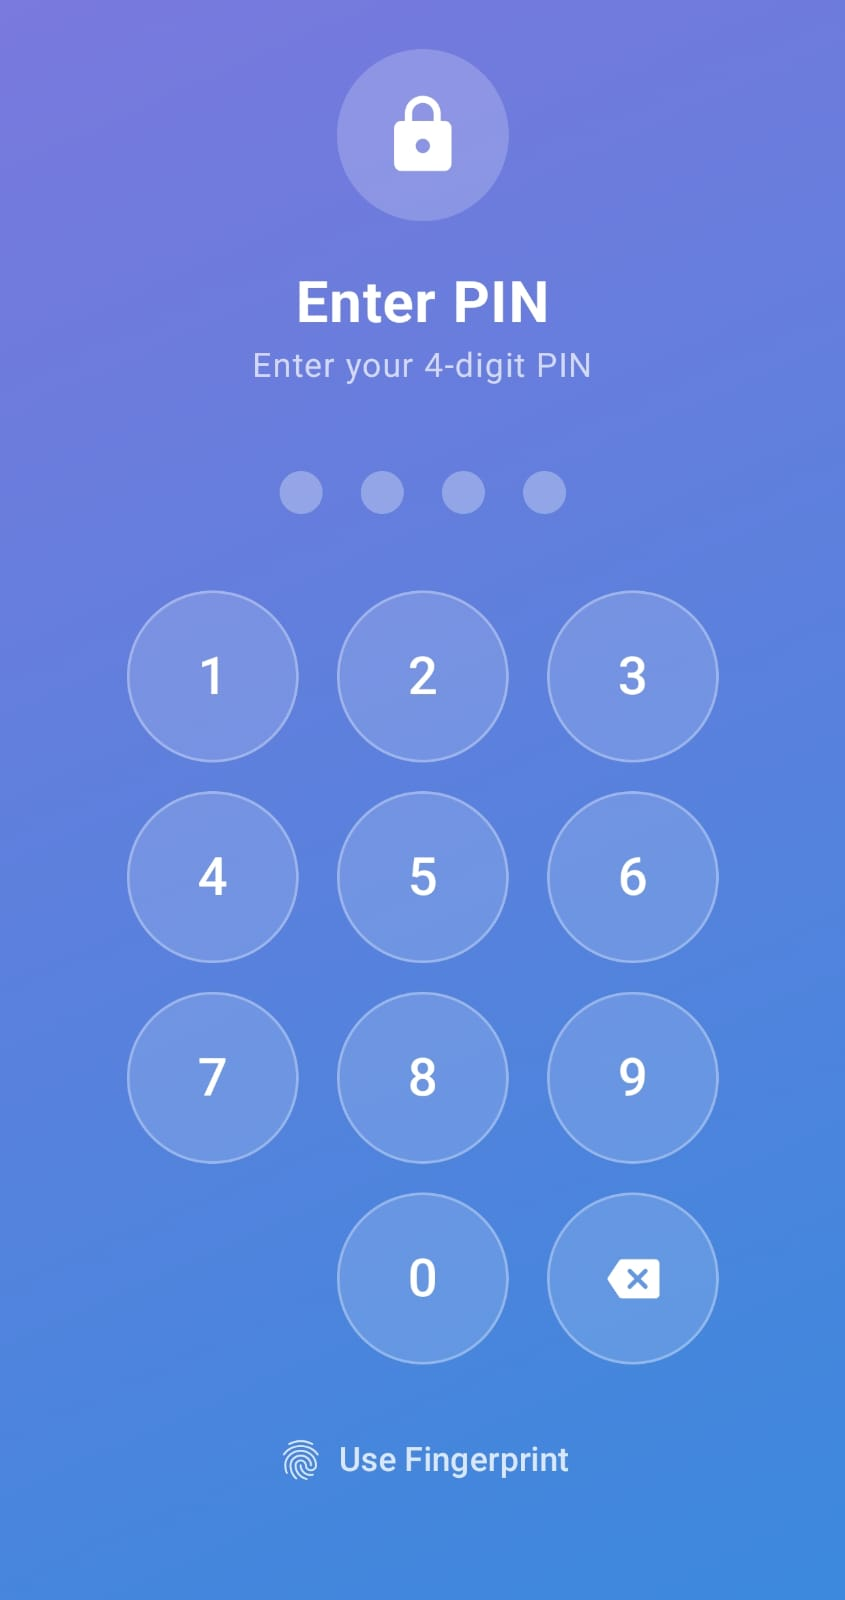 Enter PIN
Enter your 4-digit PIN
1 2 3
4 5 6
7 8 9
0
Use Fingerprint